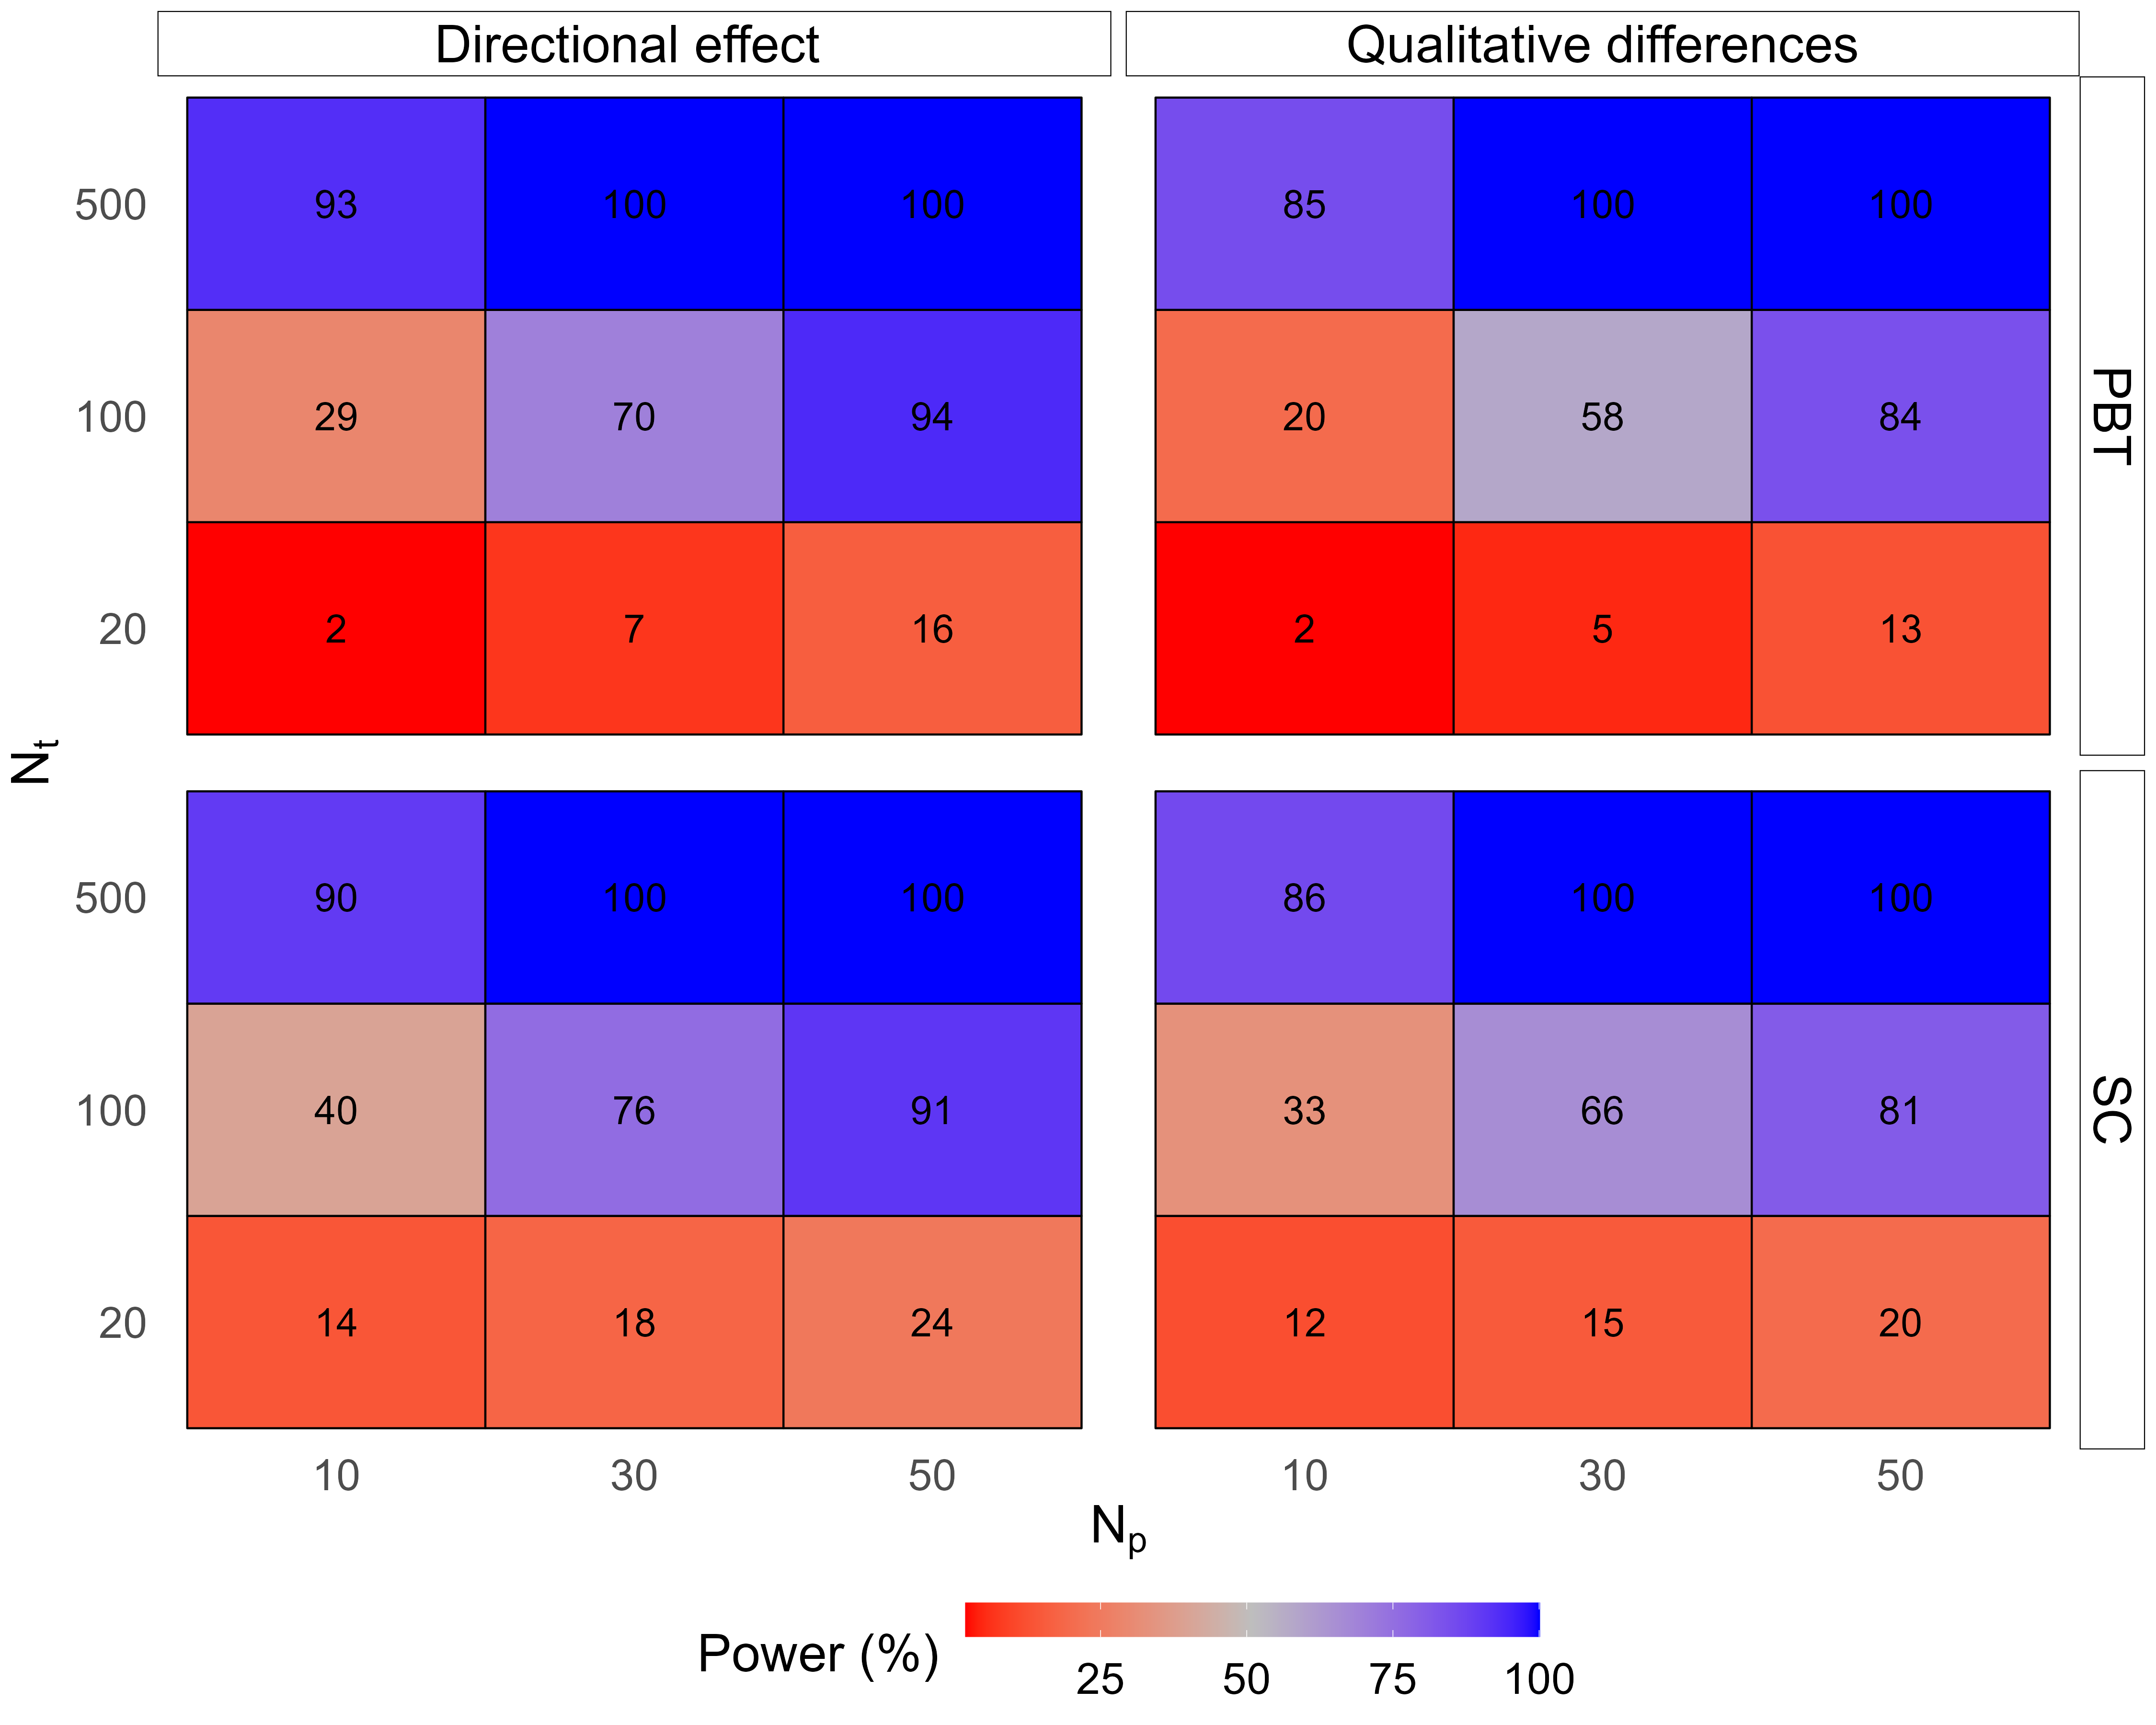 Directional effect Qualitative differences
500 93 100 100 85 100 100
100 29 70 94 20 58 84
20 2 7 16 2 5 13
PBT
N_t
500 90 100 100 86 100 100
100 40 76 91 33 66 81
20 14 18 24 12 15 20
SC
10 30 50 10 30 50
N_p
Power (%)
25 50 75 100